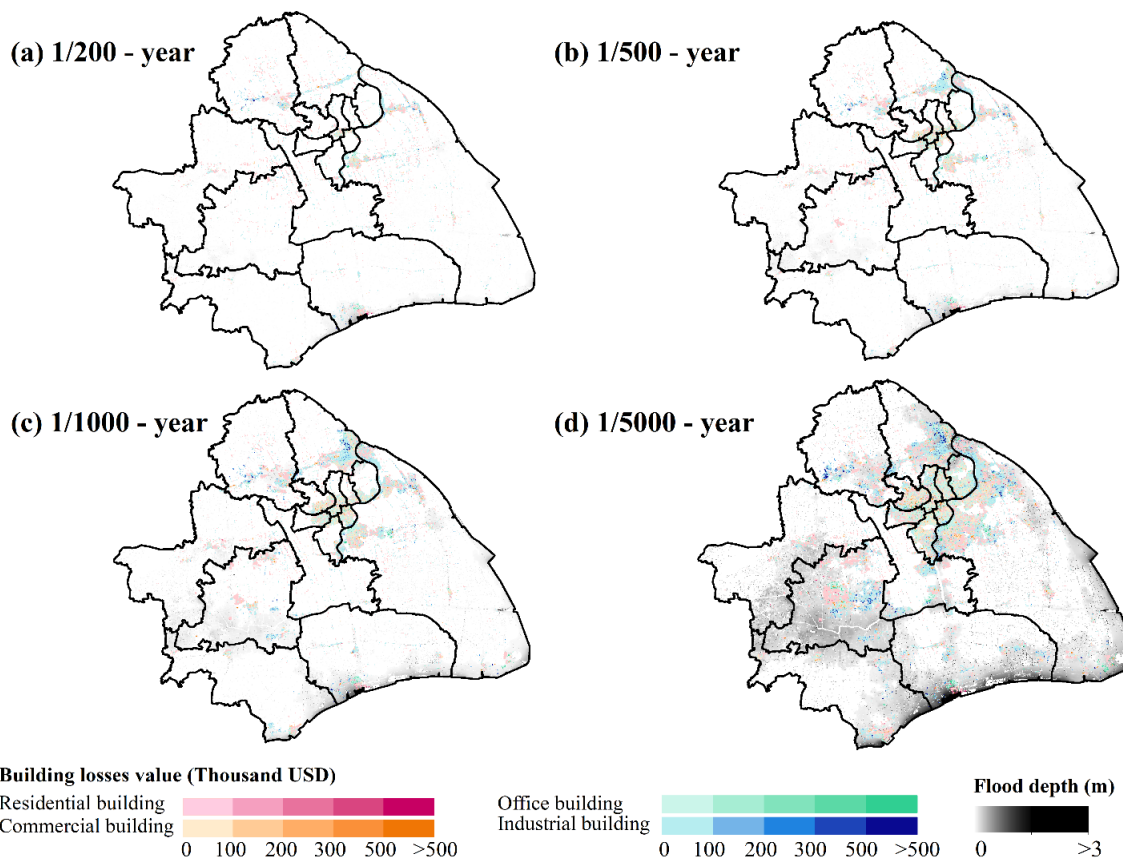 (a) 1/200 - year
(b) 1/500 - year
(c) 1/1000 - year
(d) 1/5000 - year
Building losses value (Thousand USD)
Residential building
Commercial building
0 100 200 300 500 >500
Office building
Industrial building
0 100 200 300 500 >500
Flood depth (m)
0 >3